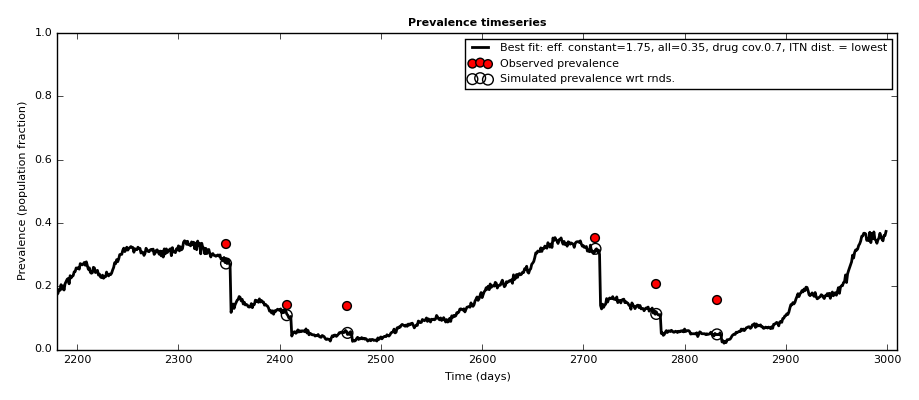 Prevalence timeseries
1.0
Best fit: eff. constant=1.75, all=0.35, drug cov.0.7, ITN dist. = lowest
Observed prevalence
Simulated prevalence wrt rnds.
0.8
0.6
0.4
0.2
0.0
Prevalence (population fraction)
2200 2300 2400 2500 2600 2700 2800 2900 3000
Time (days)